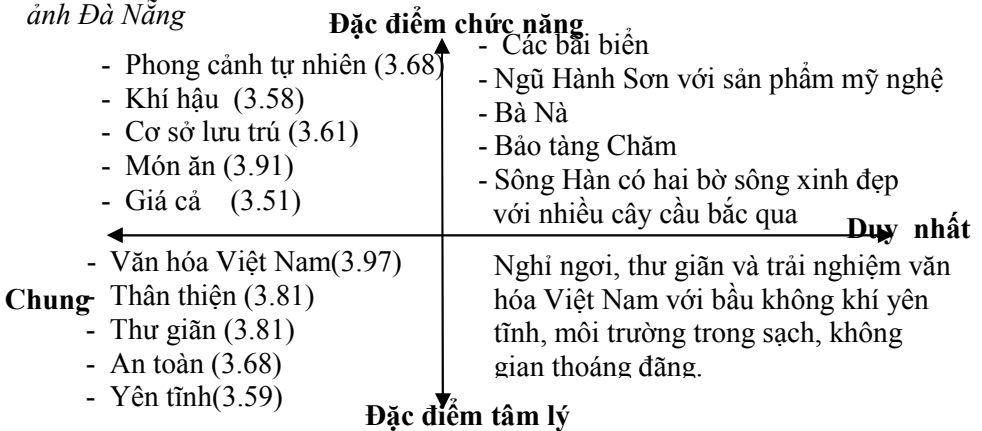 ảnh Đà Nẵng
Đặc điểm chức năng
- Phong cảnh tự nhiên (3.68)
- Khí hậu (3.58)
- Cơ sở lưu trú (3.61)
- Món ăn (3.91)
- Giá cả (3.51)
- Các bãi biển
- Ngũ Hành Sơn với sản phẩm mỹ nghệ
- Bà Nà
- Bảo tàng Chăm
- Sông Hàn có hai bờ sông xinh đẹp
với nhiều cây cầu bắc qua
Duy nhất
Chung
- Văn hóa Việt Nam(3.97)
- Thân thiện (3.81)
- Thư giãn (3.81)
- An toàn (3.68)
- Yên tĩnh(3.59)
Nghỉ ngơi, thư giãn và trải nghiệm văn
hóa Việt Nam với bầu không khí yên
tĩnh, môi trường trong sạch, không
gian thoáng đãng.
Đặc điểm tâm lý